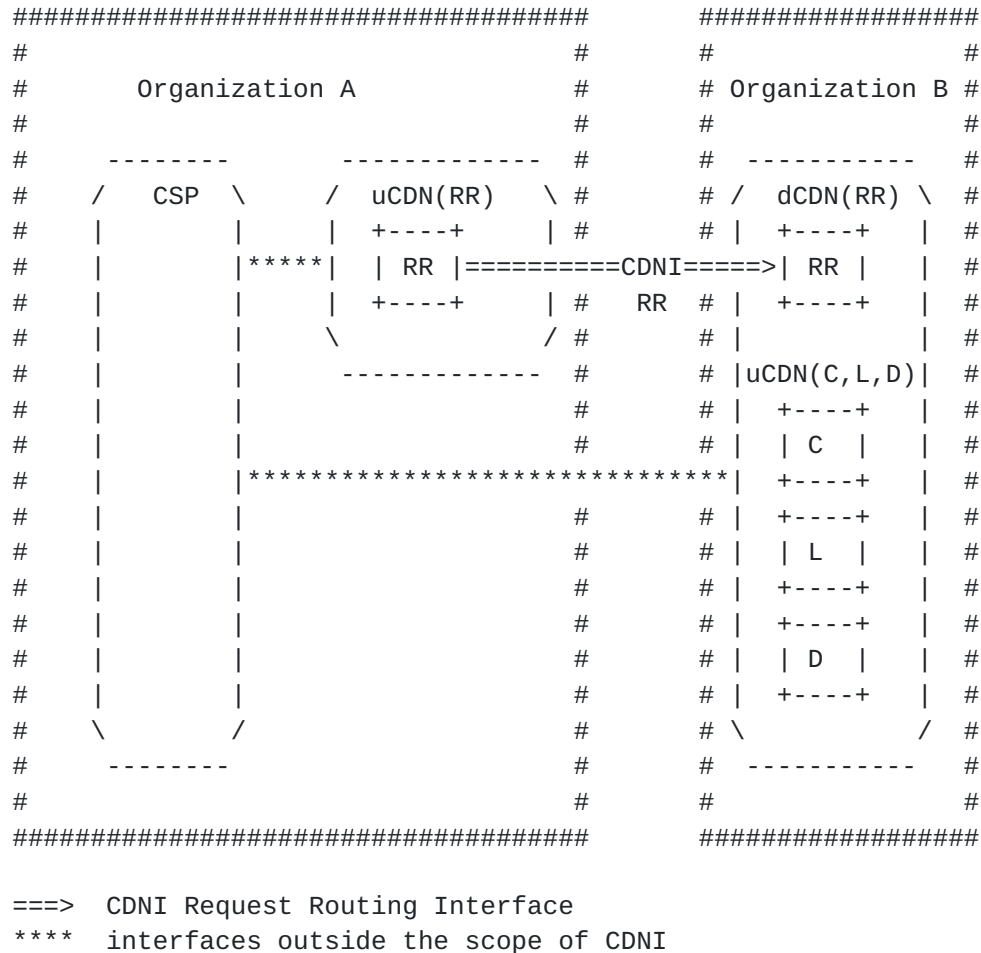 #####################################       ##################
#                                   #       #                #
#       Organization A              #       # Organization B #
#                                   #       #                #
#     --------       -------------  #       #  -----------   #
#    /   CSP  \     /  uCDN(RR)   \ #       # /  dCDN(RR) \  #
#    |        |     |  +----+     | #       # |  +----+   |  #
#    |        |*****|  | RR |==========CDNI=====>| RR |   |  #
#    |        |     |  +----+     | #   RR  # |  +----+   |  #
#    |        |     \             / #       # |           |  #
#    |        |      -------------  #       # |uCDN(C,L,D)|  #
#    |        |                     #       # |  +----+   |  #
#    |        |                     #       # |  | C  |   |  #
#    |        |*******************************|  +----+   |  #
#    |        |                     #       # |  +----+   |  #
#    |        |                     #       # |  | L  |   |  #
#    |        |                     #       # |  +----+   |  #
#    |        |                     #       # |  +----+   |  #
#    |        |                     #       # |  | D  |   |  #
#    |        |                     #       # |  +----+   |  #
#    \        /                     #       # \           /  #
#     --------                      #       #  -----------   #
#                                   #       #                #
#####################################       ##################
===>  CDNI Request Routing Interface
****  interfaces outside the scope of CDNI